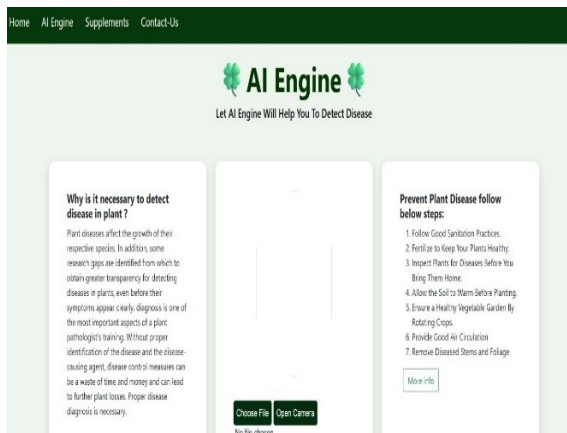 Home AI Engine Supplements Contact-Us
AI Engine
Let AI Engine Will Help You To Detect Disease
Why is it necessary to detect
disease in plant ?
Plant diseases affect the growth of their
respective species. In addition, some
research gaps are identified from which to
obtain greater transparency for detecting
diseases in plants, even before their
symptoms appear clearly. diagnosis is one of
the most important aspects of a plant
pathologist's training. Without proper
identification of the disease and the disease-
causing agent, disease control measures can
be a waste of time and money and can lead
to further plant losses. Proper disease
diagnosis is necessary.
Choose File Open Camera
No file chosen
Prevent Plant Disease follow
below steps:
1. Follow Good Sanitation Practices.
2. Fertilize to Keep Your Plants Healthy.
3. Inspect Plants for Diseases Before You
Bring Them Home.
4. Allow the Soil to Warm Before Planting.
5. Ensure a Healthy Vegetable Garden By
Rotating Crops.
6. Provide Good Air Circulation
7. Remove Diseased Stems and Foliage
More info